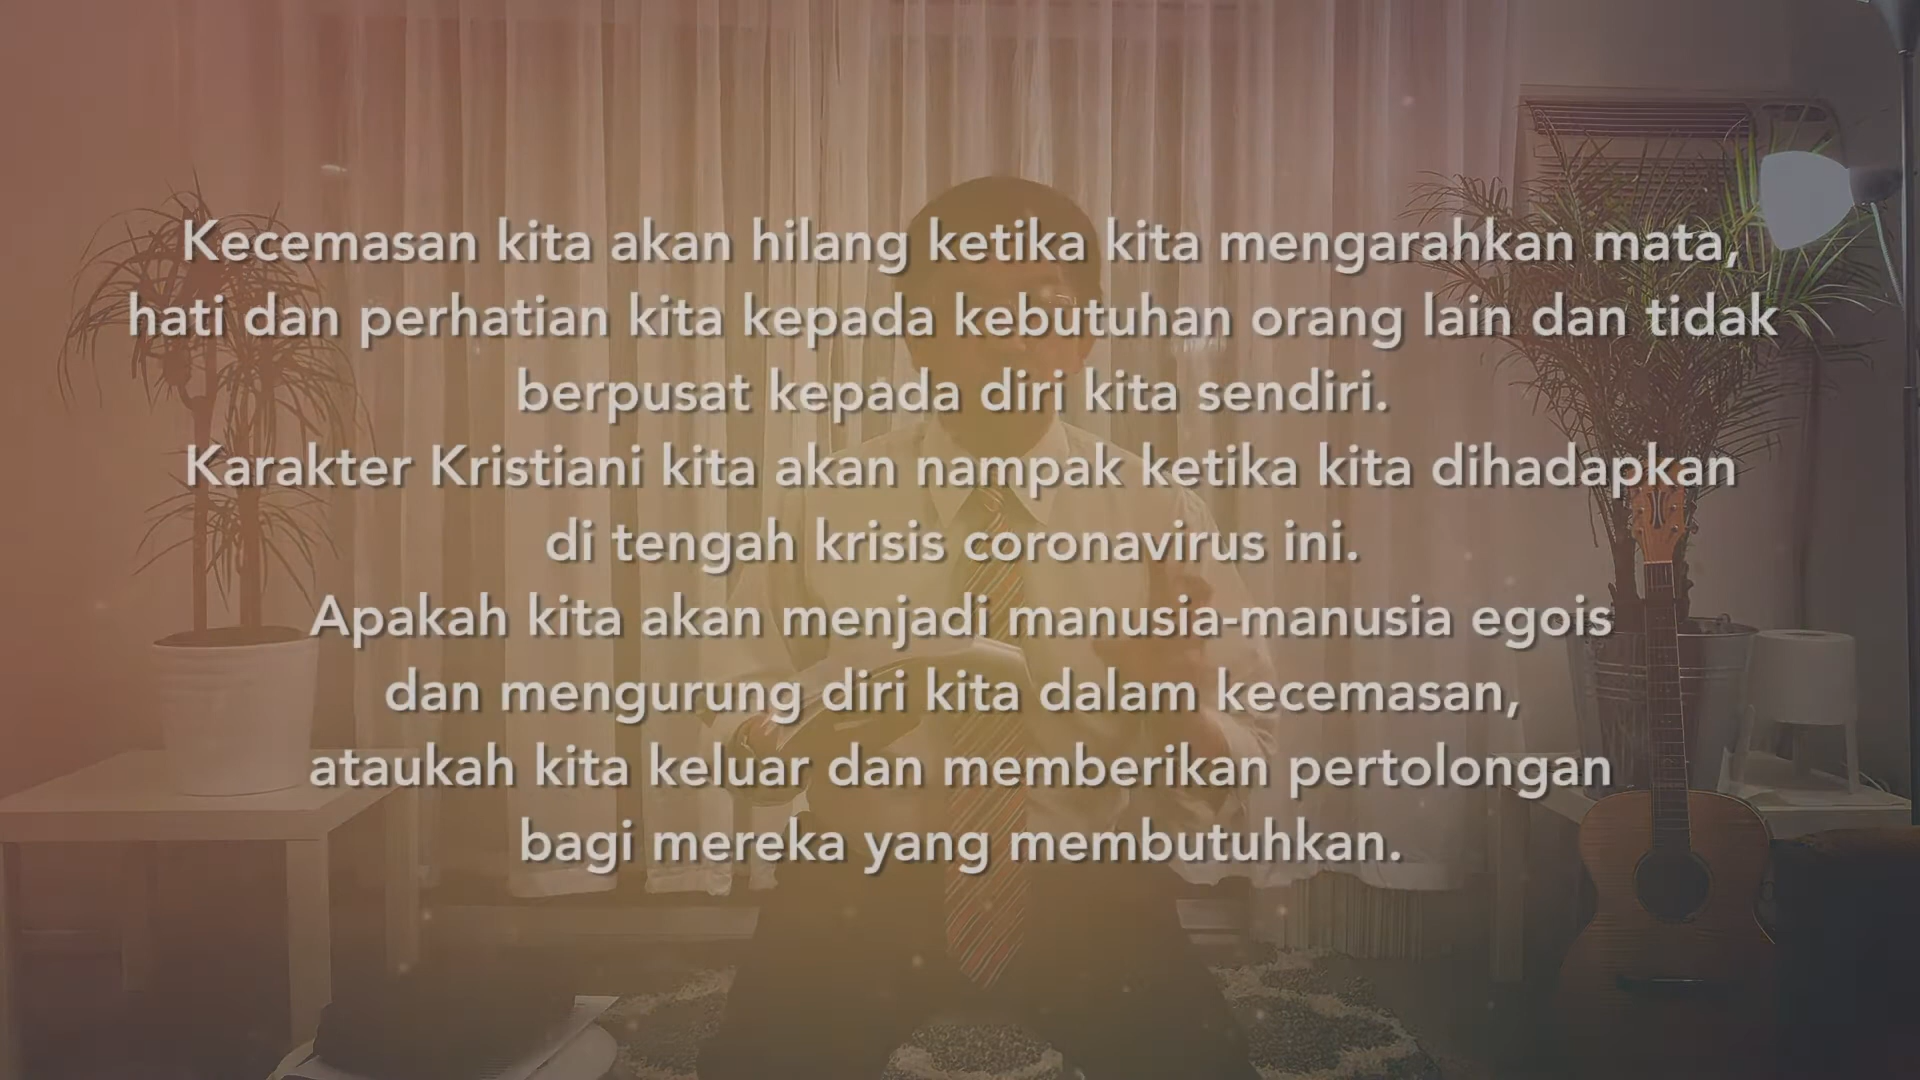 Kecemasan kita akan hilang ketika kita mengarahkan mata,
hati dan perhatian kita kepada kebutuhan orang lain dan tidak
berpusat kepada diri kita sendiri.
Karakter Kristiani kita akan nampak ketika kita dihadapkan
di tengah krisis coronavirus ini.
Apakah kita akan menjadi manusia-manusia egois
dan mengurung diri kita dalam kecemasan,
ataukah kita keluar dan memberikan pertolongan
bagi mereka yang membutuhkan.